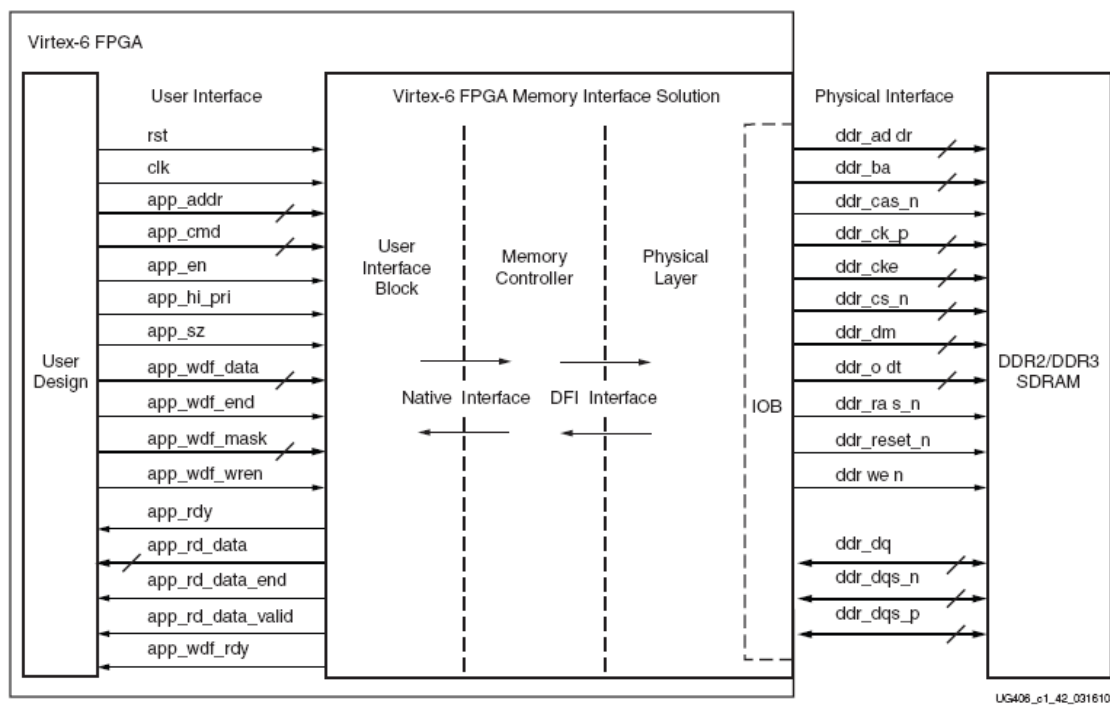 Virtex-6 FPGA
User Interface
Virtex-6 FPGA Memory Interface Solution
Physical Interface
rst
clk
app_addr
app_cmd
app_en
app_hi_pri
app_sz
app_wdf_data
app_wdf_end
app_wdf_mask
app_wdf_wren
app_rdy
app_rd_data
app_rd_data_end
app_rd_data_valid
app_wdf_rdy
User
Design
User
Interface
Block
Memory
Controller
Physical
Layer
Native Interface
DFI Interface
IOB
ddr_ad dr
ddr_ba
ddr_cas_n
ddr_ck_p
ddr_cke
ddr_cs_n
ddr_dm
ddr_o dt
ddr_ra s_n
ddr_reset_n
ddr we n
ddr_dq
ddr_dqs_n
ddr_dqs_p
DDR2/DDR3
SDRAM
UG406_c1_42_031610